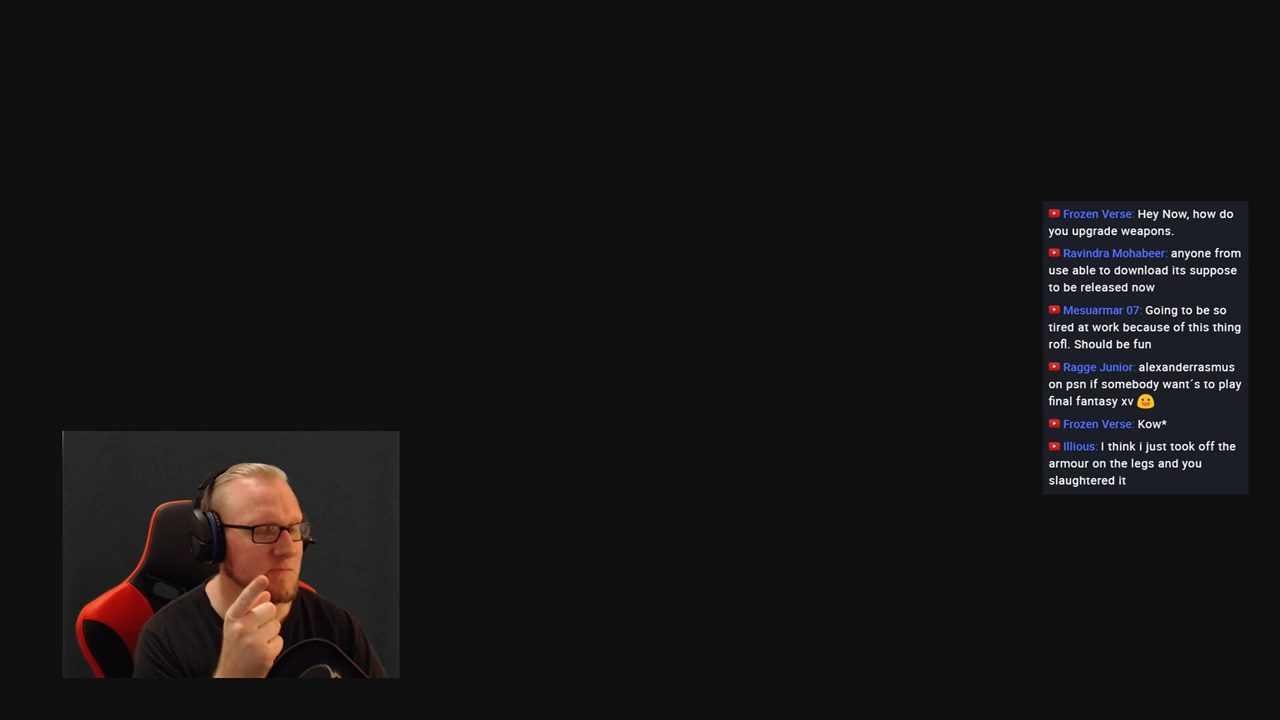 Frozen Verse: Hey Now, how do
you upgrade weapons.
Ravindra Mohabeer: anyone from
use able to download its suppose
to be released now
Mesuarmar 07: Going to be so
tired at work because of this thing
rofl. Should be fun
Ragge Junior: alexanderrasmus
on psn if somebody want´s to play
final fantasy xv
Frozen Verse: Kow*
Illious: I think i just took off the
armour on the legs and you
slaughtered it